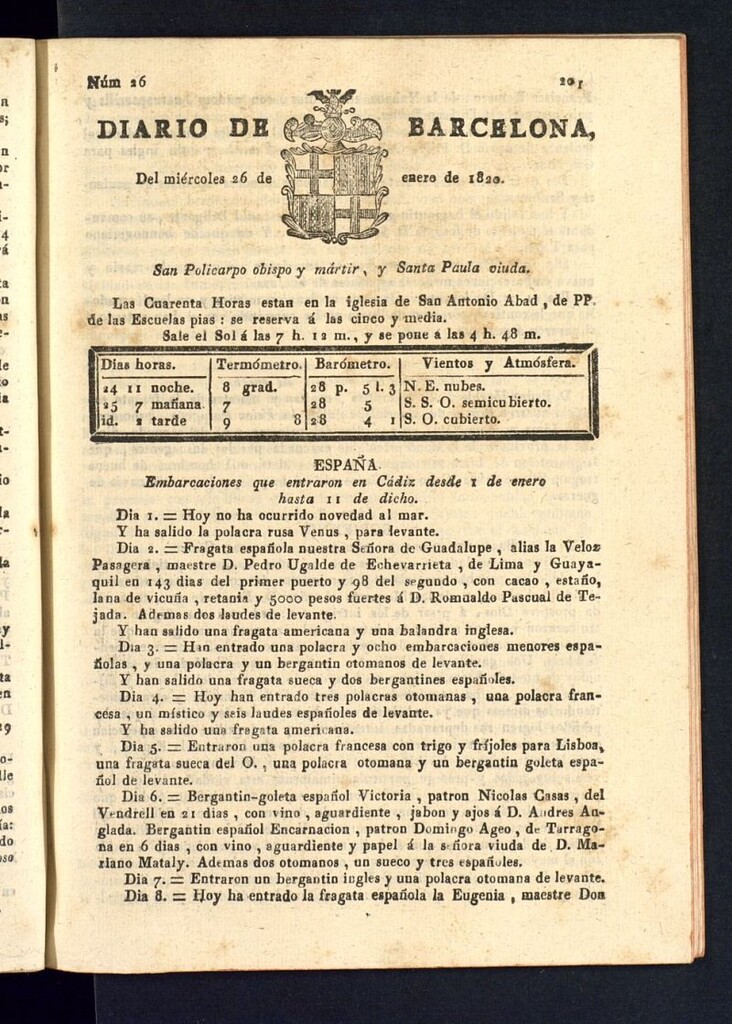 Núm 26
201
DIARIO DE BARCELONA,
Del miércoles 26 de enero de 1820.
San Policarpo obispo y mártir, y Santa Paula viuda.
Las Cuarenta Horas estan en la iglesia de San Antonio Abad, de PP.
de las Escuelas pias: se reserva á las cinco y media.
Sale el Sol á las 7 h. 12 m., y se pone á las 4 h. 48 m.
Dias horas. Termómetro. Barómetro. Vientos y Atmósfera.
24 11 noche. 8 grad. 28 p. 5 l. 3 N. E. nubes.
25 7 mañana 7 28 5 S. S. O. semicubierto.
id. 2 tarde 9 8 28 4 1 S. O. cubierto.
ESPAÑA.
Embarcaciones que entraron en Cádiz desde 1 de enero
hasta 11 de dicho.
Dia 1. = Hoy no ha ocurrido novedad al mar.
Y ha salido la polacra rusa Venus, para levante.
Dia 2. = Fragata española nuestra Señora de Guadalupe, alias la Veloz
Pasagera, maestre D. Pedro Ugalde de Echevarrieta, de Lima y Guaya-
quil en 143 dias del primer puerto y 98 del segundo, con cacao, estaño,
lana de vicuña, retania y 5000 pesos fuertes á D. Romualdo Pascual de Te-
jada. Ademas dos laudes de levante.
Y han salido una fragata americana y una balandra inglesa.
Dia 3. = Han entrado una polacra y ocho embarcaciones menores espa-
ñolas, y una polacra y un bergantin otomanos de levante.
Y han salido una fragata sueca y dos bergantines españoles.
Dia 4. = Hoy han entrado tres polacras otomanas, una polacra fran-
cesa, un místico y seis laudes españoles de levante.
Y ha salido una fragata americana.
Dia 5. = Entraron una polacra francesa con trigo y frijoles para Lisboa,
una fragata sueca del O., una polacra otomana y un bergantin goleta espa-
ñol de levante.
Dia 6. = Bergantin-goleta español Victoria, patron Nicolas Casas, del
Vendrell en 21 dias, con vino, aguardiente, jabon y ajos á D. Andres An-
glada. Bergantin español Encarnacion, patron Domingo Ageo, de Tarrago-
na en 6 dias, con vino, aguardiente y papel á la señora viuda de D. Ma-
riano Mataly. Ademas dos otomanos, un sueco y tres españoles.
Dia 7. = Entraron un bergantin ingles y una polacra otomana de levante.
Dia 8. = Hoy ha entrado la fragata española la Eugenia, maestre Don